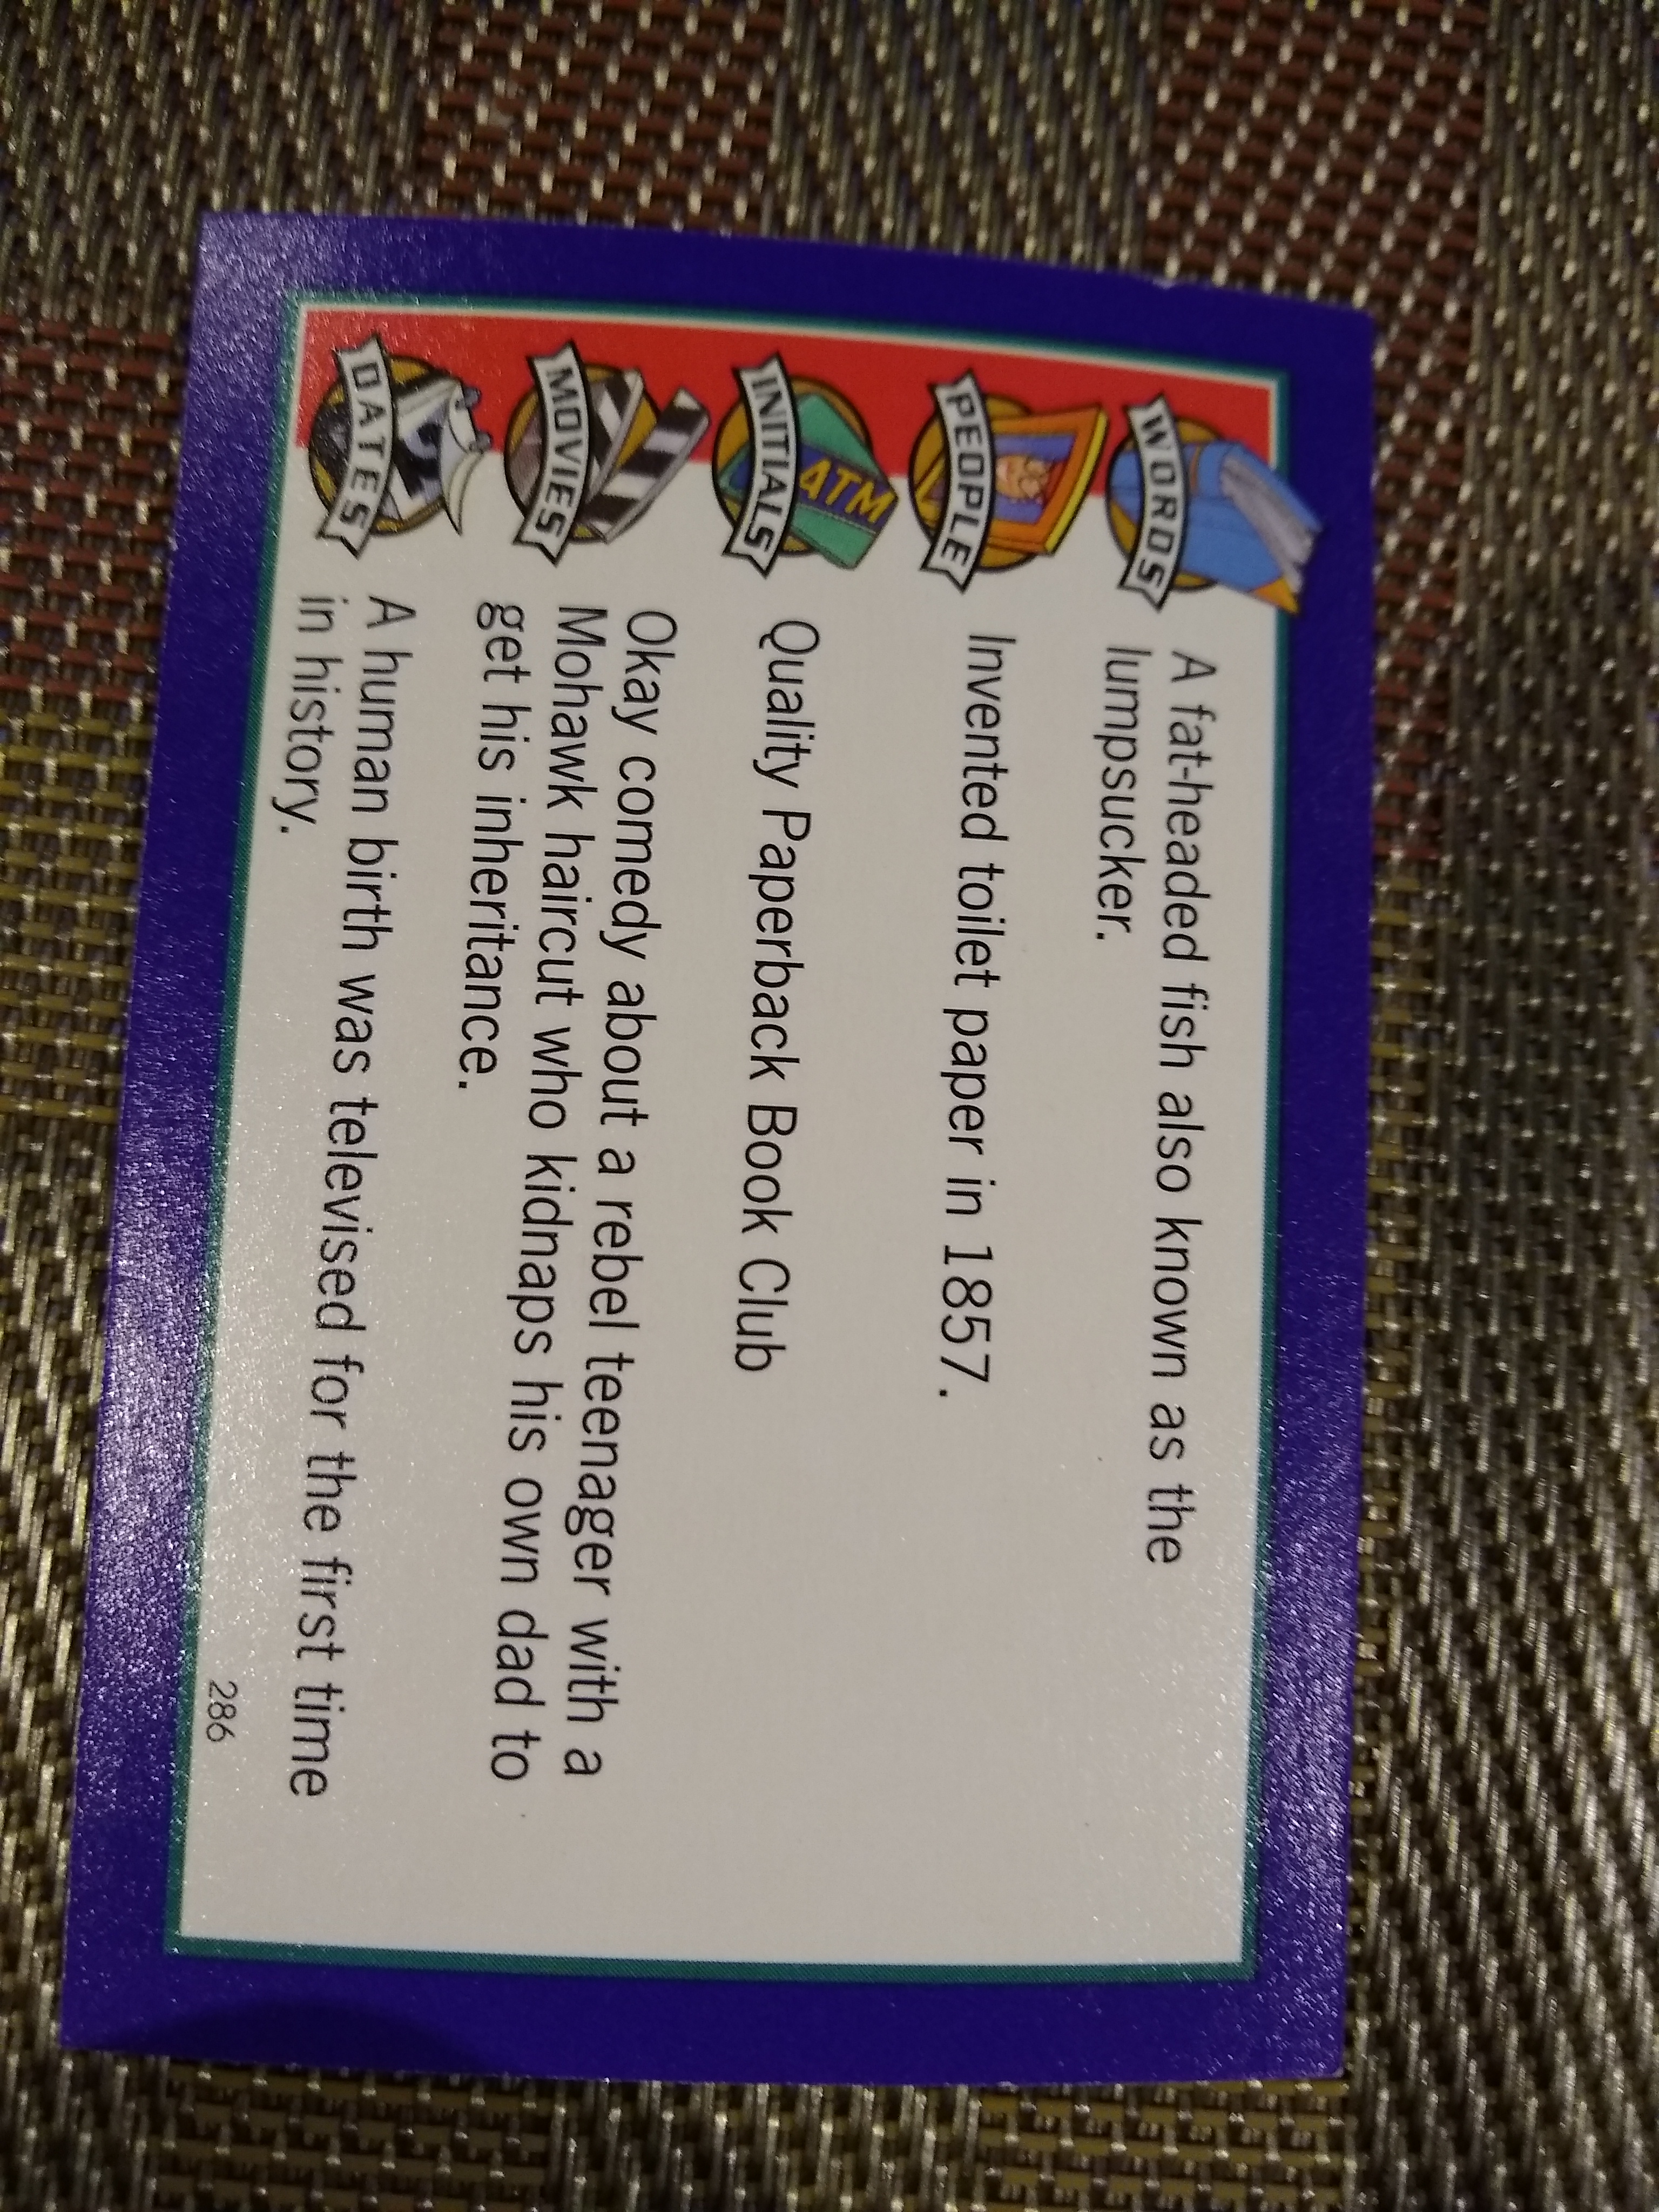 WORDS
A fat-headed fish also known as the
lumpsucker.
PEOPLE
Invented toilet paper in 1857.
ATM
INITIALS
Quality Paperback Book Club
MOVIES
Okay comedy about a rebel teenager with a
Mohawk haircut who kidnaps his own dad to
get his inheritance.
DATES
A human birth was televised for the first time
in history.
286